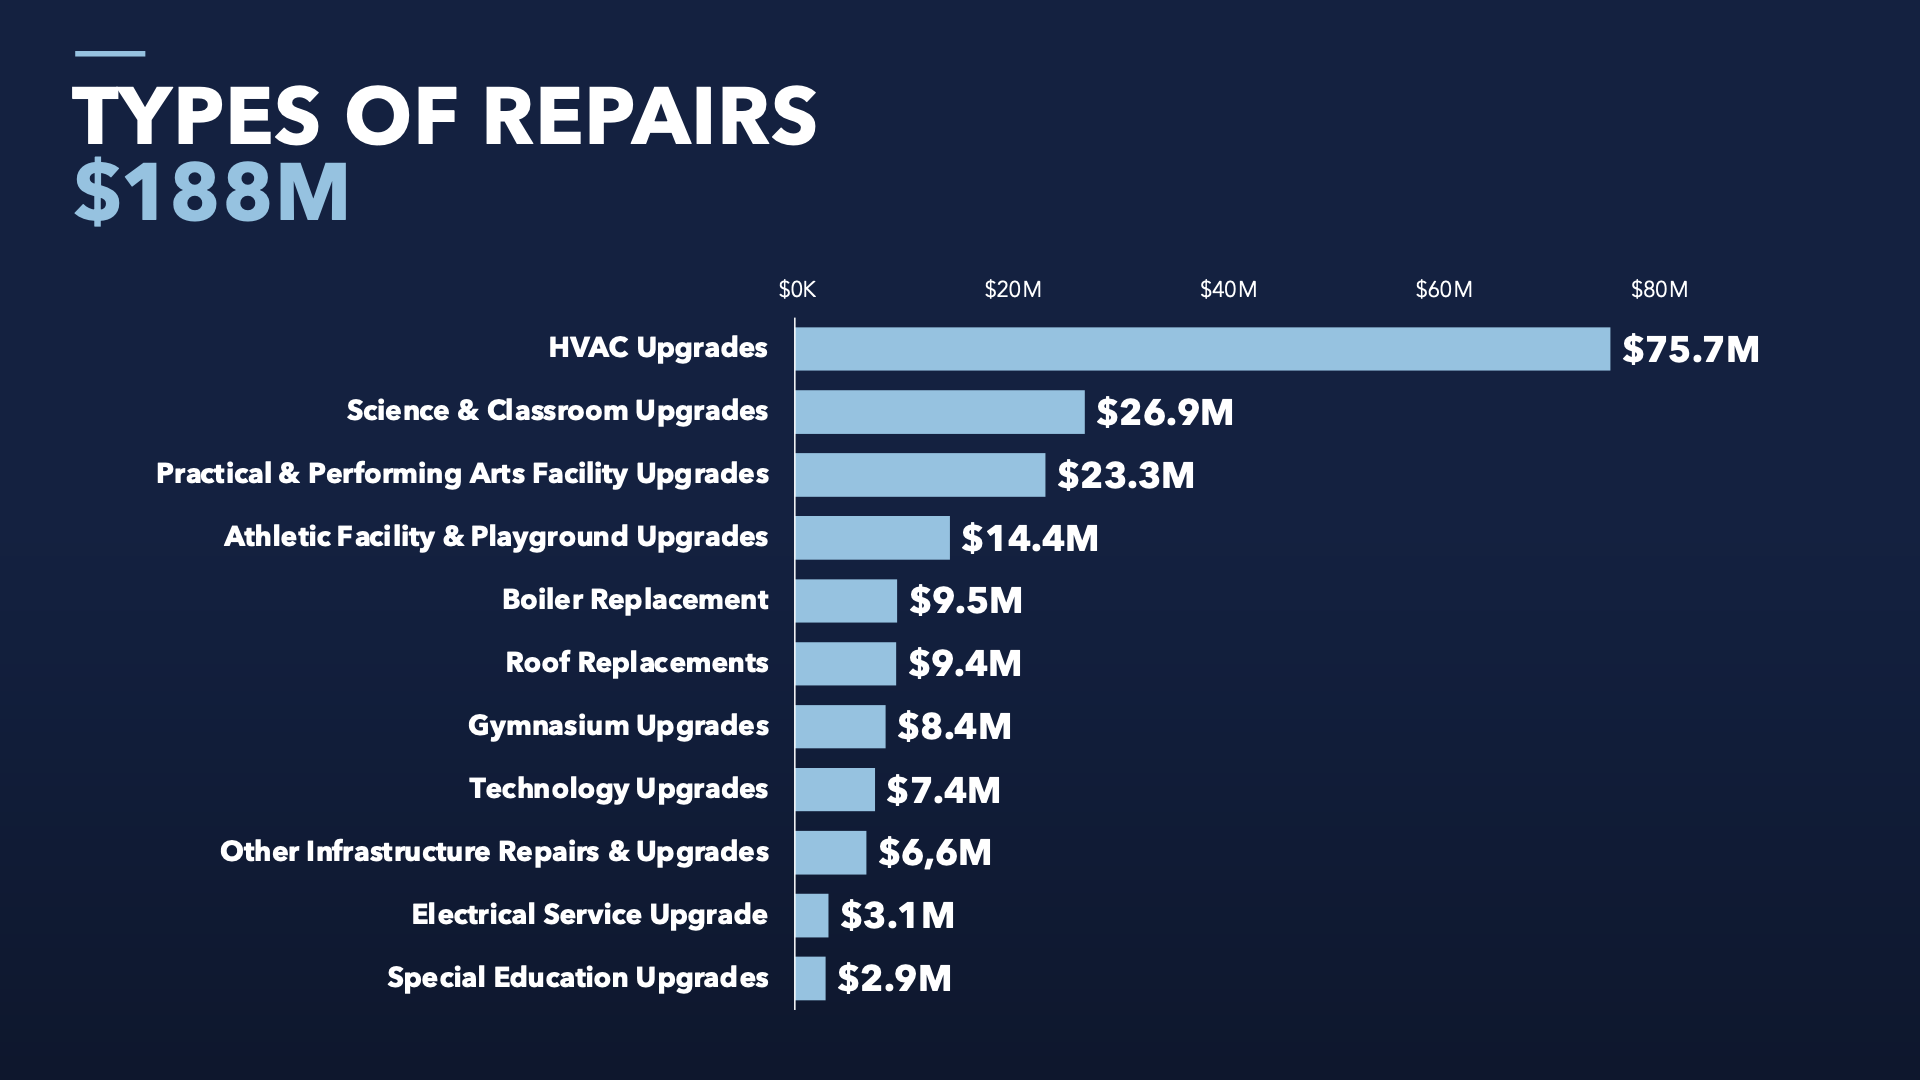 TYPES OF REPAIRS
$188M
$0K $20M $40M $60M $80M
HVAC Upgrades $75.7M
Science & Classroom Upgrades $26.9M
Practical & Performing Arts Facility Upgrades $23.3M
Athletic Facility & Playground Upgrades $14.4M
Boiler Replacement $9.5M
Roof Replacements $9.4M
Gymnasium Upgrades $8.4M
Technology Upgrades $7.4M
Other Infrastructure Repairs & Upgrades $6,6M
Electrical Service Upgrade $3.1M
Special Education Upgrades $2.9M